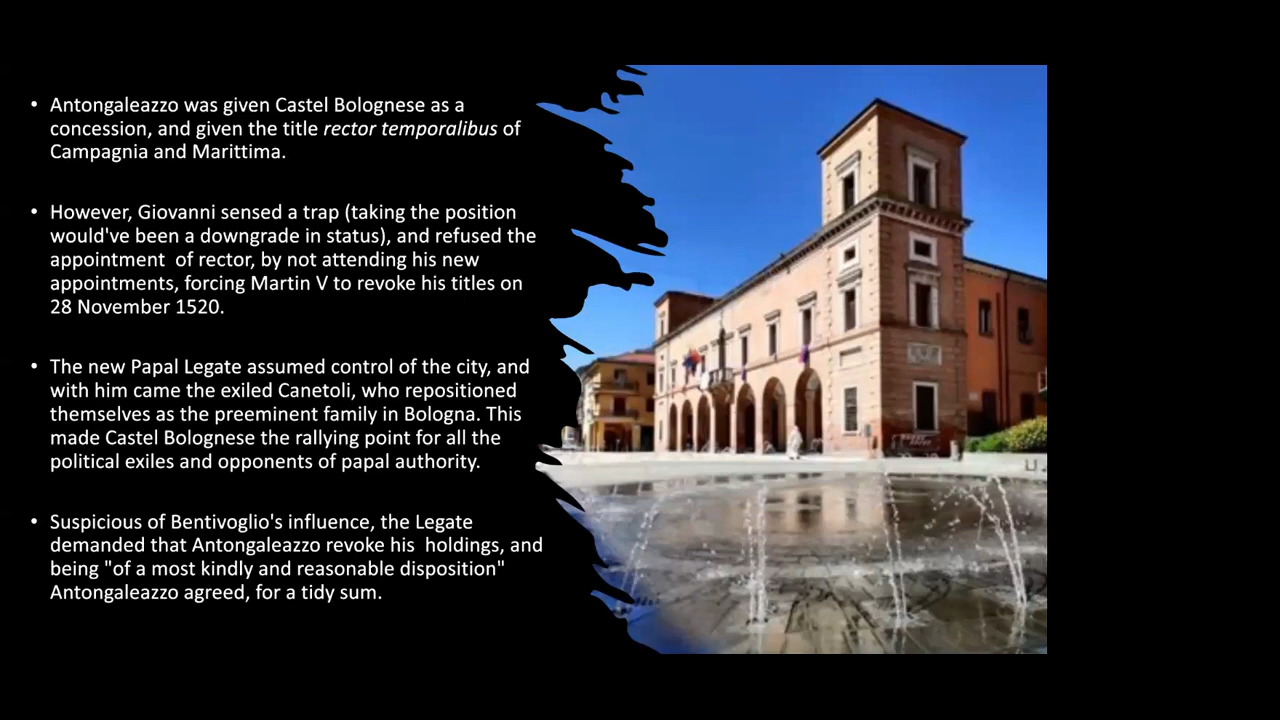 • Antongaleazzo was given Castel Bolognese as a
concession, and given the title rector temporalibus of
Campagnia and Marittima.
• However, Giovanni sensed a trap (taking the position
would've been a downgrade in status), and refused the
appointment  of rector, by not attending his new
appointments, forcing Martin V to revoke his titles on
28 November 1520.
• The new Papal Legate assumed control of the city, and
with him came the exiled Canetoli, who repositioned
themselves as the preeminent family in Bologna. This
made Castel Bolognese the rallying point for all the
political exiles and opponents of papal authority.
• Suspicious of Bentivoglio's influence, the Legate
demanded that Antongaleazzo revoke his  holdings, and
being "of a most kindly and reasonable disposition"
Antongaleazzo agreed, for a tidy sum.